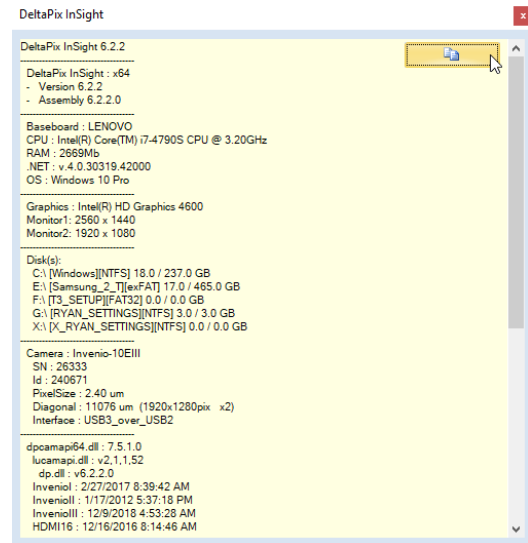 DeltaPix InSight
x
DeltaPix InSight 6.2.2
-----------------------------------
DeltaPix InSight : x64
- Version 6.2.2
- Assembly 6.2.2.0
-----------------------------------
Baseboard : LENOVO
CPU : Intel(R) Core(TM) i7-4790S CPU @ 3.20GHz
RAM : 2669Mb
.NET : v.4.0.30319.42000
OS : Windows 10 Pro
-----------------------------------
Graphics : Intel(R) HD Graphics 4600
Monitor1: 2560 x 1440
Monitor2: 1920 x 1080
-----------------------------------
Disk(s):
C:\ [Windows][NTFS] 18.0 / 237.0 GB
E:\ [Samsung_2_T][exFAT] 17.0 / 465.0 GB
F:\ [T3_SETUP][FAT32] 0.0 / 0.0 GB
G:\ [RYAN_SETTINGS][NTFS] 3.0 / 3.0 GB
X:\ [X_RYAN_SETTINGS][NTFS] 0.0 / 0.0 GB
-----------------------------------
Camera : Invenio-10EIII
SN : 26333
Id : 240671
PixelSize : 2.40 um
Diagonal : 11076 um (1920x1280pix x2)
Interface : USB3_over_USB2
-----------------------------------
dpcamapi64.dll : 7.5.1.0
lucamapi.dll : v2,1,1,52
dp.dll : v6.2.2.0
InvenioI : 2/27/2017 8:39:42 AM
InvenioII : 1/17/2012 5:37:18 PM
InvenioIII : 12/9/2018 4:53:28 AM
HDMI16 : 12/16/2016 8:14:46 AM